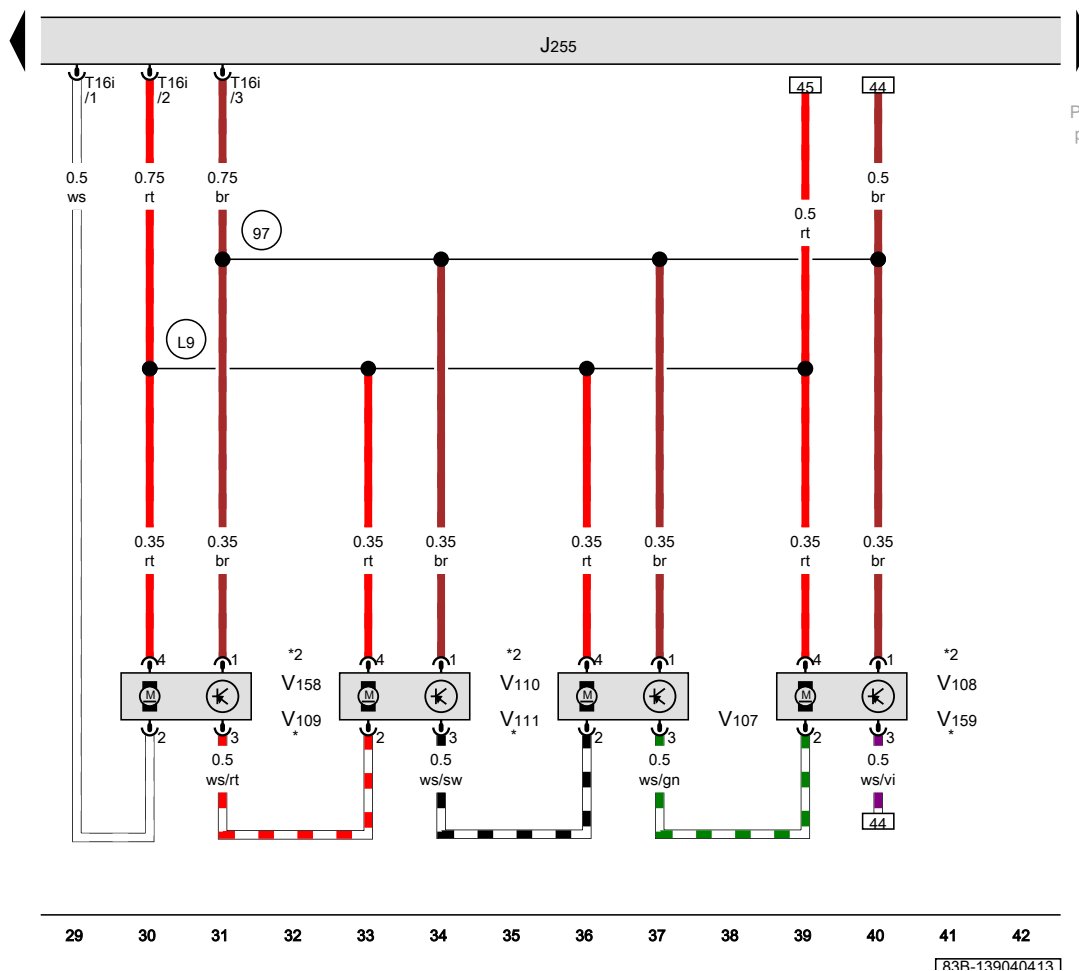 J255
T16i
/1
T16i
/2
T16i
/3
45
44
0.5
ws
0.75
rt
0.75
br
0.5
rt
0.5
br
97
L9
0.35
rt
0.35
br
0.35
rt
0.35
br
0.35
rt
0.35
br
0.35
rt
0.35
br
4
1
*2
4
1
*2
4
1
4
1
*2
M
V158
M
V110
M
M
V108
V109
*
V111
*
V107
V159
*
2
3
2
3
2
3
2
3
0.5
ws/rt
0.5
ws/sw
0.5
ws/gn
0.5
ws/vi
44
29 30 31 32 33 34 35 36 37 38 39 40 41 42
83B-139040413